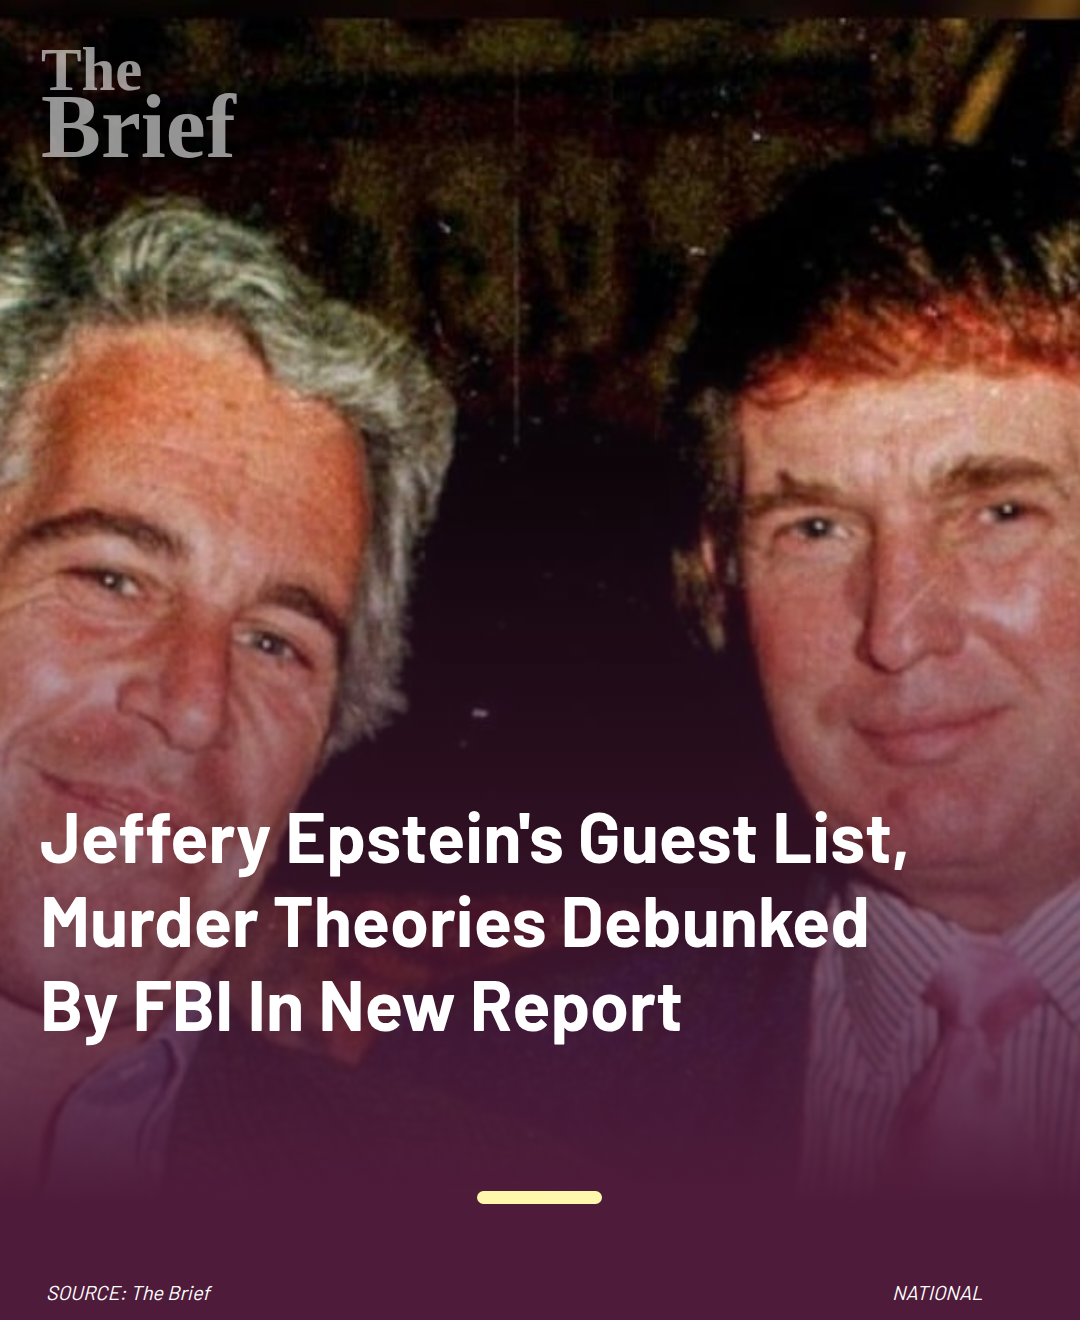 The
Brief
Jeffery Epstein's Guest List,
Murder Theories Debunked
By FBI In New Report
SOURCE: The Brief
NATIONAL